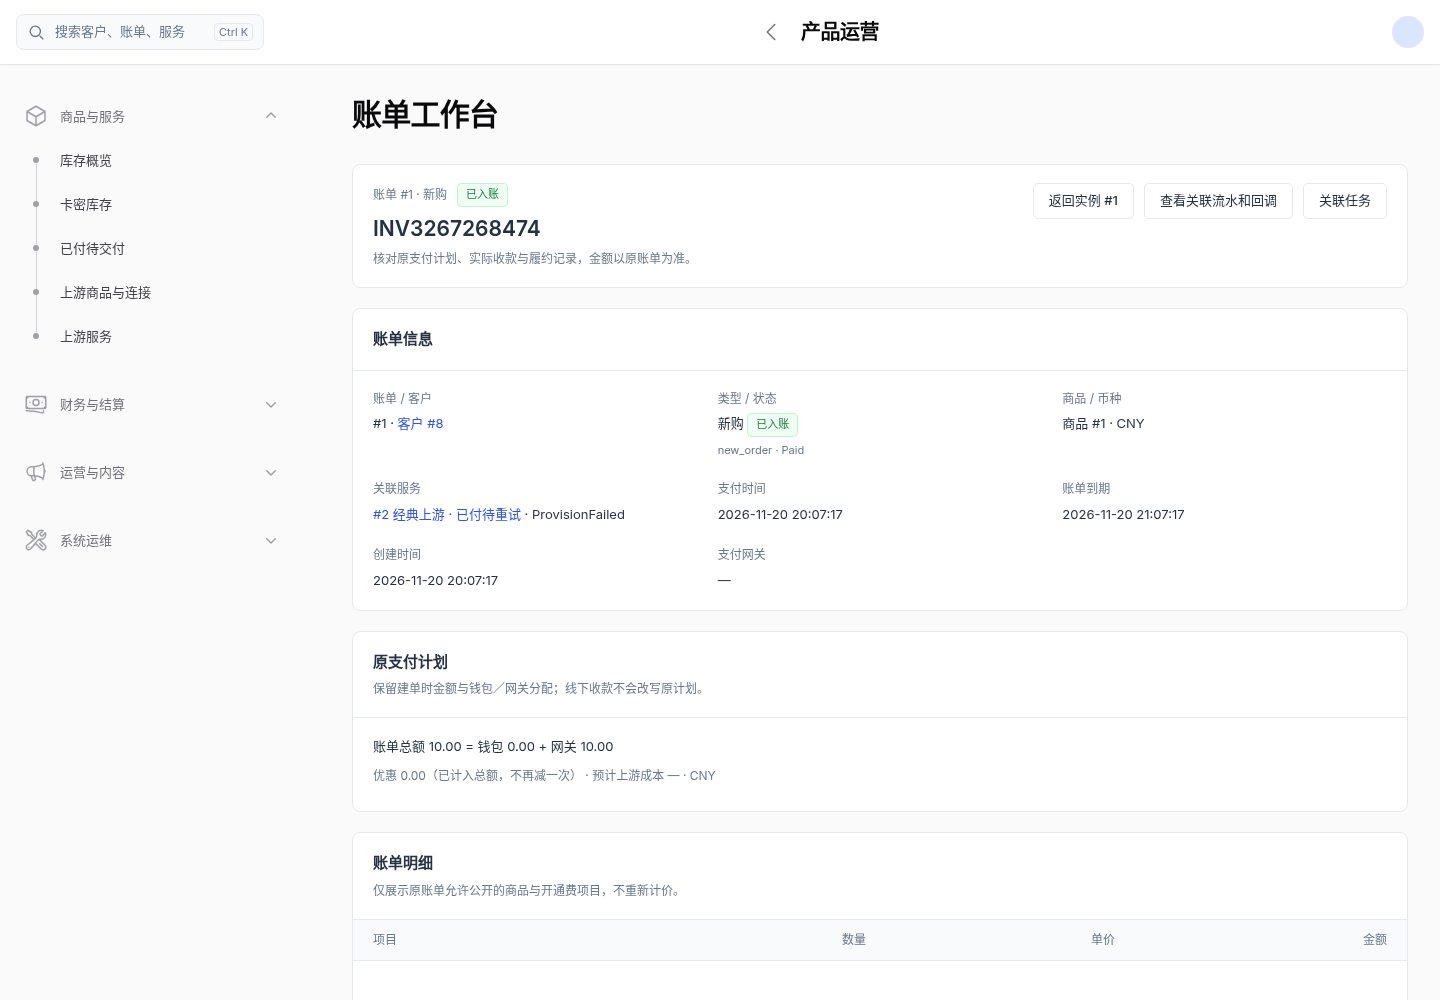 搜索客户、账单、服务 Ctrl K
产品运营
商品与服务
库存概览
卡密库存
已付待交付
上游商品与连接
上游服务
财务与结算
运营与内容
系统运维
账单工作台
账单 #1 · 新购 已入账
INV3267268474
核对原支付计划、实际收款与履约记录，金额以原账单为准。
返回实例 #1 查看关联流水和回调 关联任务
账单信息
账单 / 客户 类型 / 状态 商品 / 币种
#1 · 客户 #8 新购 已入账 商品 #1 · CNY
new_order · Paid
关联服务 支付时间 账单到期
#2 经典上游 · 已付待重试 · ProvisionFailed 2026-11-20 20:07:17 2026-11-20 21:07:17
创建时间 支付网关
2026-11-20 20:07:17 —
原支付计划
保留建单时金额与钱包／网关分配；线下收款不会改写原计划。
账单总额 10.00 = 钱包 0.00 + 网关 10.00
优惠 0.00（已计入总额，不再减一次） · 预计上游成本 — · CNY
账单明细
仅展示原账单允许公开的商品与开通费项目，不重新计价。
项目 数量 单价 金额